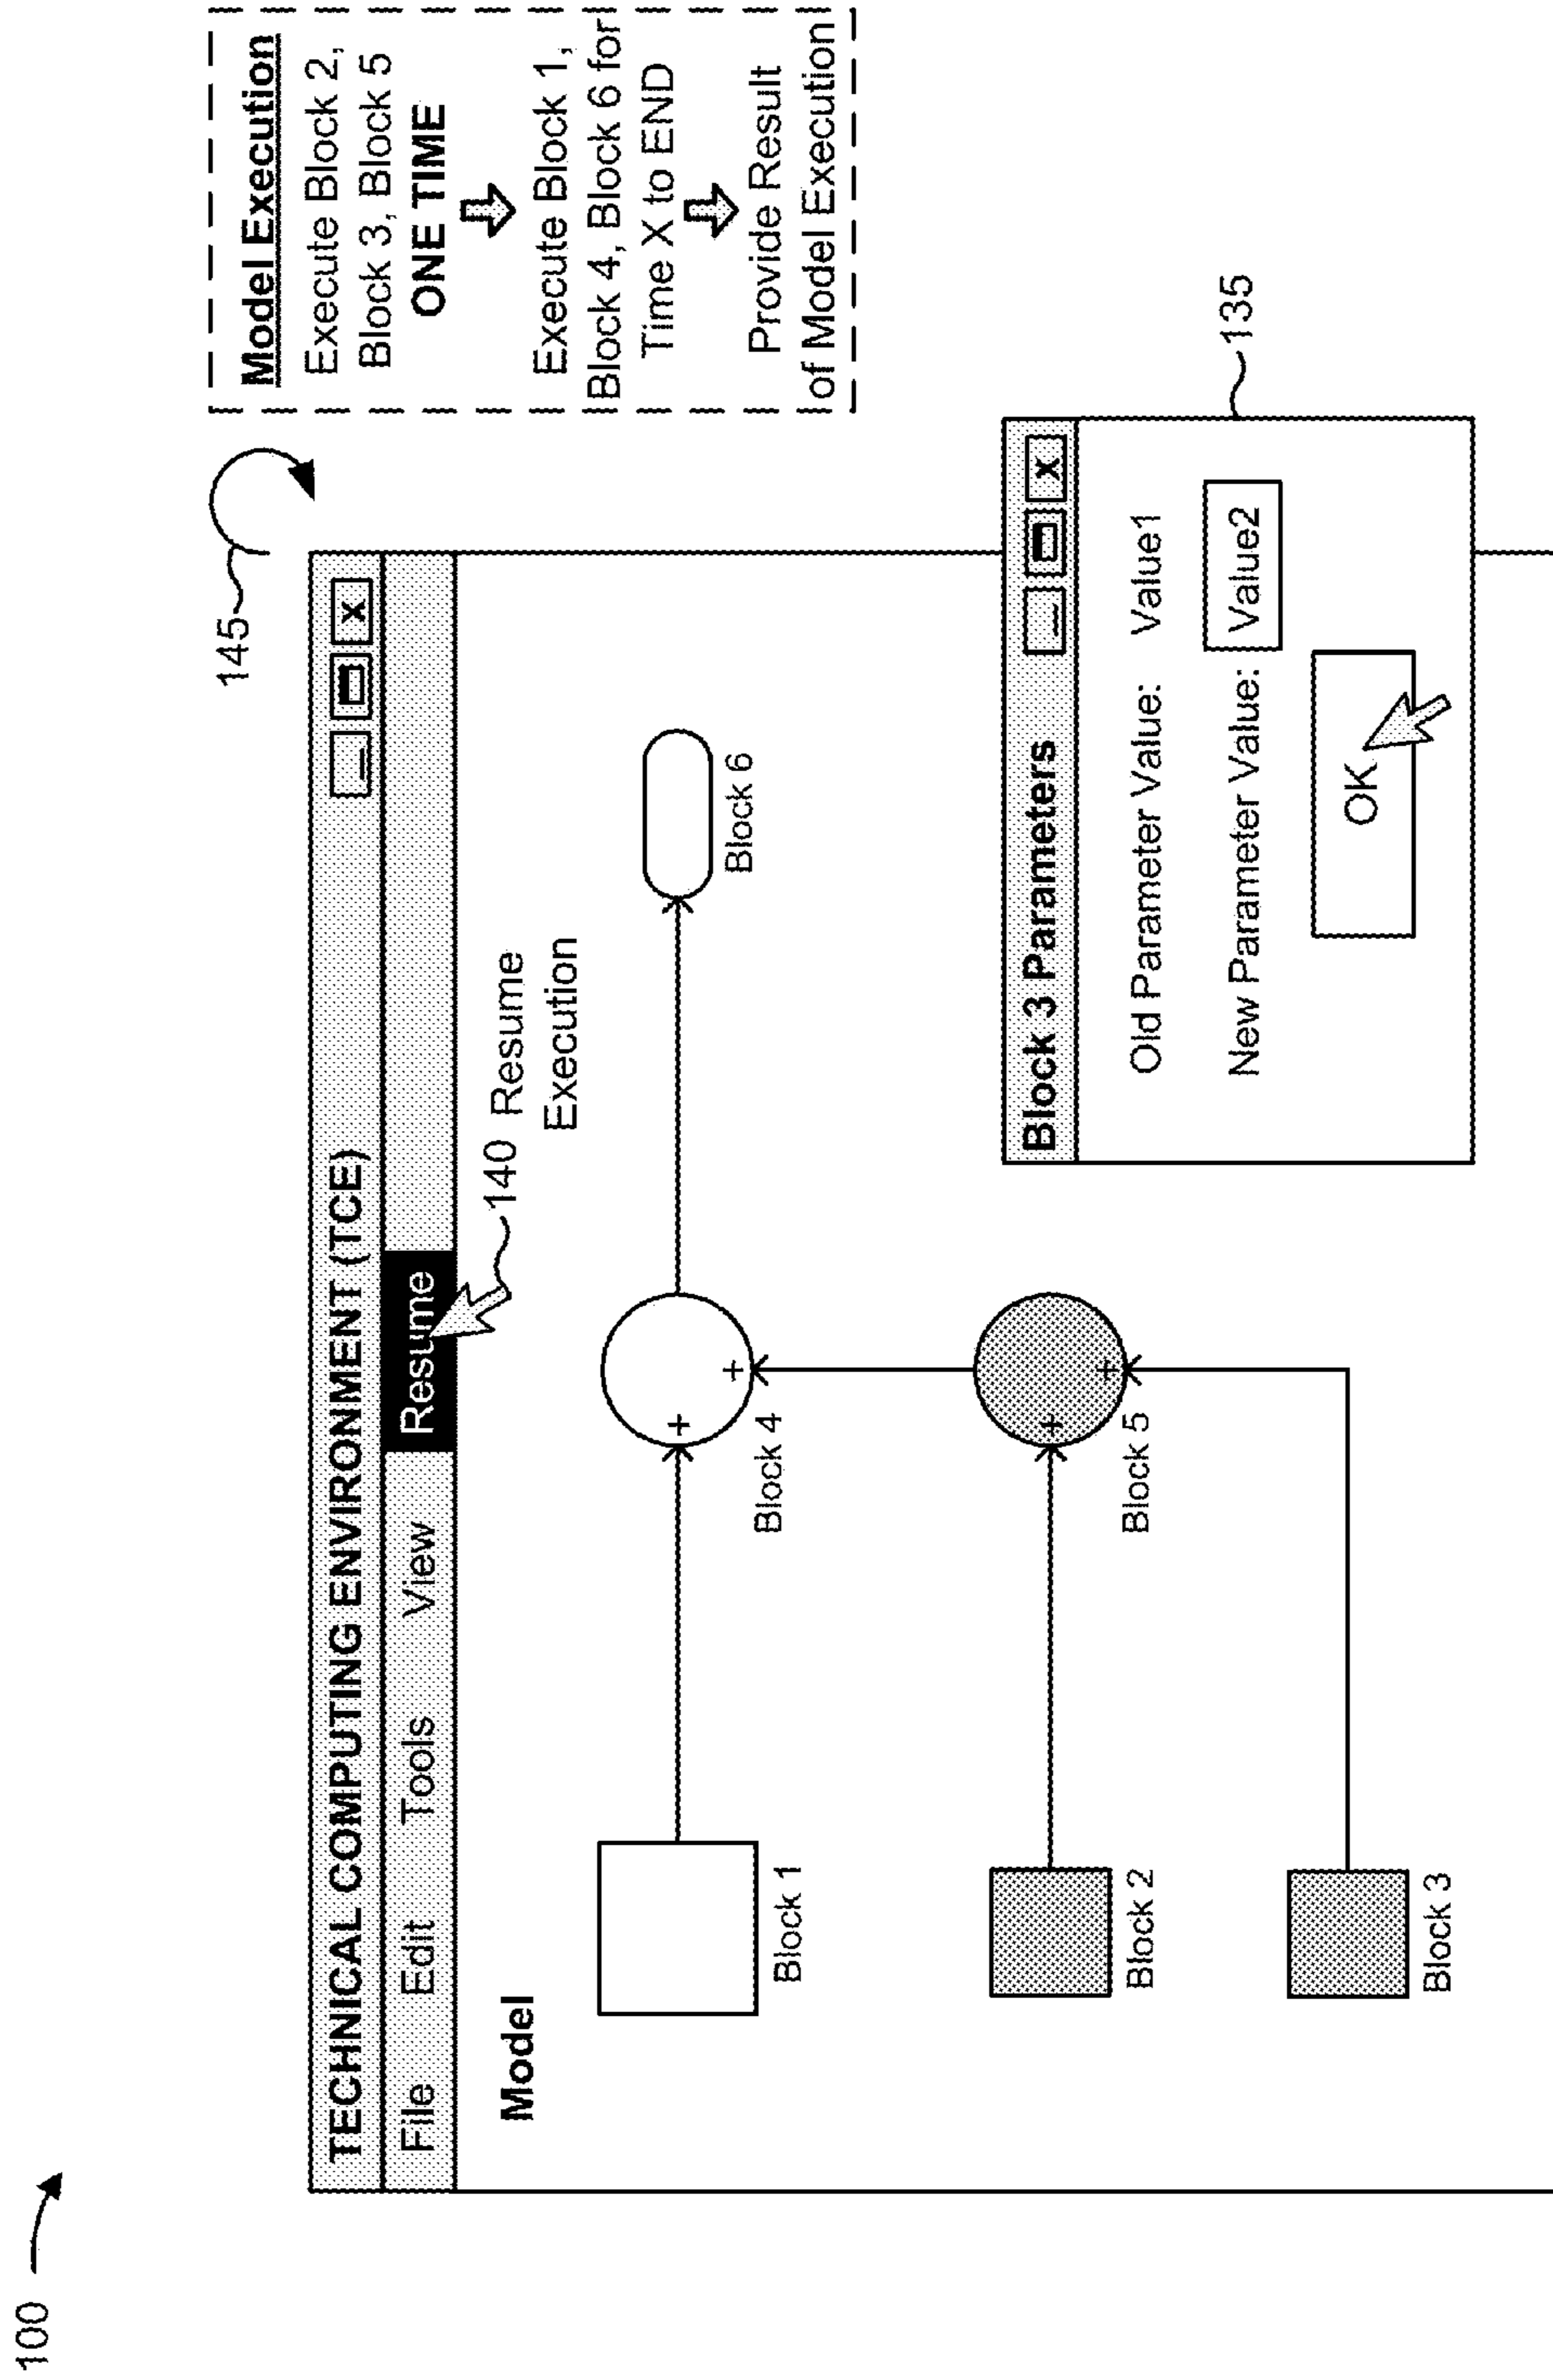 100
145
TECHNICAL COMPUTING ENVIRONMENT (TCE)
_ x
File Edit Tools View Resume
140 Resume
Execution
Model
Block 1
+
+
Block 4
Block 6
Block 2
+
+
Block 5
Block 3
Model Execution
Execute Block 2,
Block 3, Block 5
ONE TIME
Execute Block 1,
Block 4, Block 6 for
Time X to END
Provide Result
of Model Execution
135
Block 3 Parameters
_ x
Old Parameter Value: Value1
New Parameter Value: Value2
OK